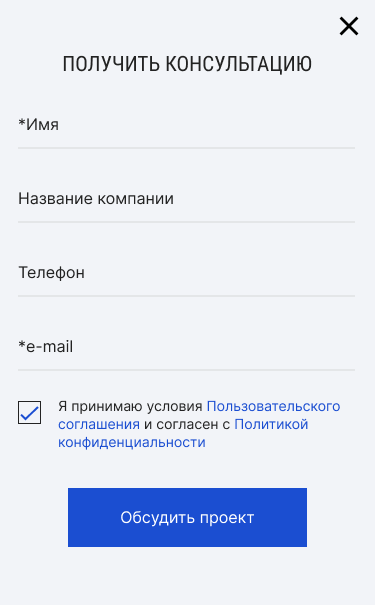 ПОЛУЧИТЬ КОНСУЛЬТАЦИЮ
*Имя
Название компании
Телефон
*e-mail
Я принимаю условия Пользовательского
соглашения и согласен с Политикой
конфиденциальности
Обсудить проект